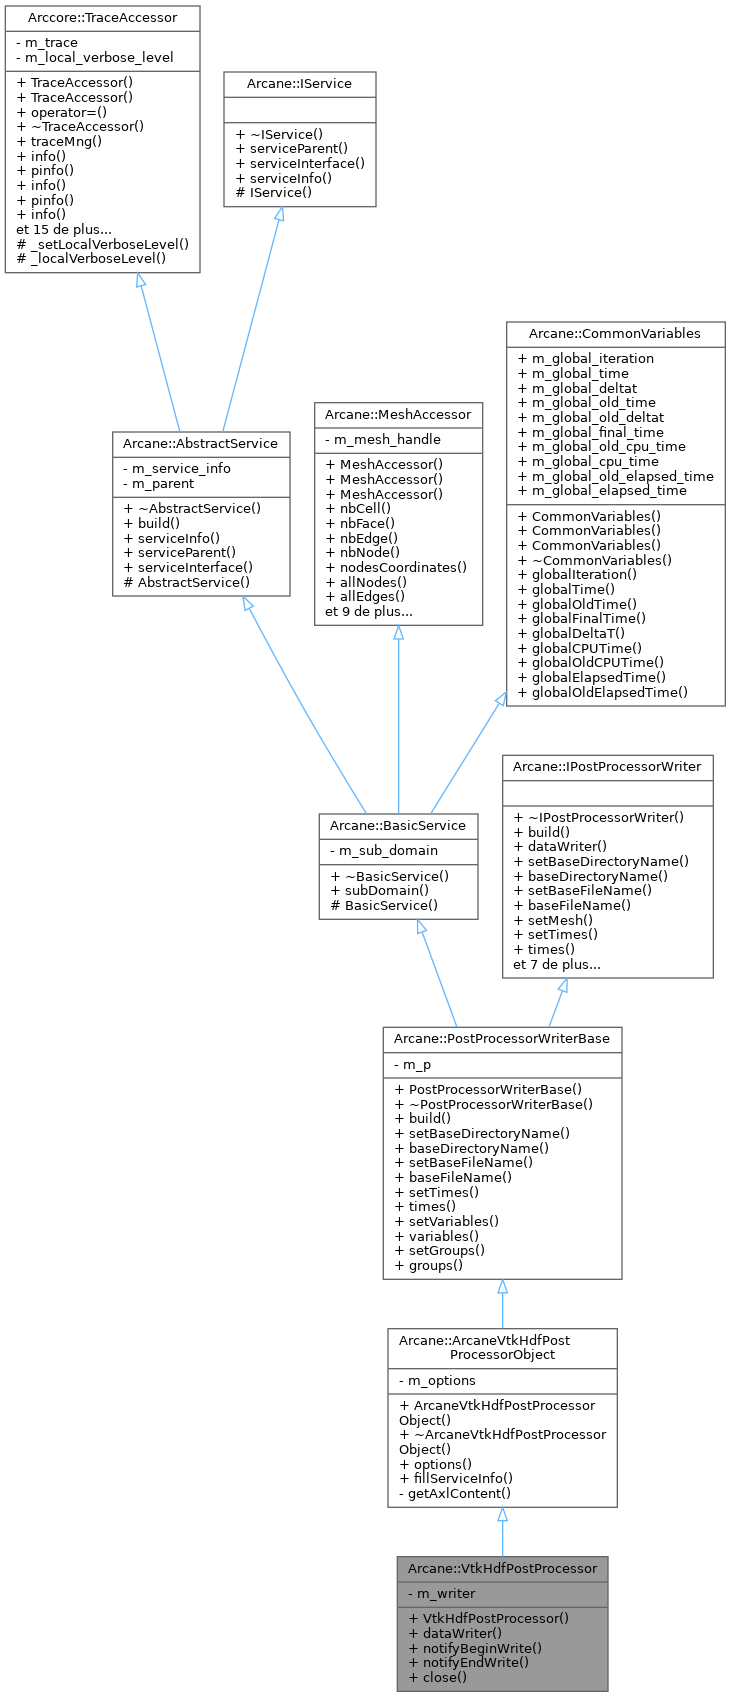 Arccore::TraceAccessor
- m_trace
- m_local_verbose_level
+ TraceAccessor()
+ TraceAccessor()
+ operator=()
+ ~TraceAccessor()
+ traceMng()
+ info()
+ pinfo()
+ info()
+ pinfo()
+ info()
et 15 de plus...
# _setLocalVerboseLevel()
# _localVerboseLevel()
Arcane::IService
+ ~IService()
+ serviceParent()
+ serviceInterface()
+ serviceInfo()
# IService()
Arcane::CommonVariables
+ m_global_iteration
+ m_global_time
+ m_global_deltat
+ m_global_old_time
+ m_global_old_deltat
+ m_global_final_time
+ m_global_old_cpu_time
+ m_global_cpu_time
+ m_global_old_elapsed_time
+ m_global_elapsed_time
+ CommonVariables()
+ CommonVariables()
+ CommonVariables()
+ ~CommonVariables()
+ globalIteration()
+ globalTime()
+ globalOldTime()
+ globalFinalTime()
+ globalDeltaT()
+ globalCPUTime()
+ globalOldCPUTime()
+ globalElapsedTime()
+ globalOldElapsedTime()
Arcane::MeshAccessor
- m_mesh_handle
+ MeshAccessor()
+ MeshAccessor()
+ MeshAccessor()
+ nbCell()
+ nbFace()
+ nbEdge()
+ nbNode()
+ nodesCoordinates()
+ allNodes()
+ allEdges()
et 9 de plus...
Arcane::AbstractService
- m_service_info
- m_parent
+ ~AbstractService()
+ build()
+ serviceInfo()
+ serviceParent()
+ serviceInterface()
# AbstractService()
Arcane::IPostProcessorWriter
+ ~IPostProcessorWriter()
+ build()
+ dataWriter()
+ setBaseDirectoryName()
+ baseDirectoryName()
+ setBaseFileName()
+ baseFileName()
+ setMesh()
+ setTimes()
+ times()
et 7 de plus...
Arcane::BasicService
- m_sub_domain
+ ~BasicService()
+ subDomain()
# BasicService()
Arcane::PostProcessorWriterBase
- m_p
+ PostProcessorWriterBase()
+ ~PostProcessorWriterBase()
+ build()
+ setBaseDirectoryName()
+ baseDirectoryName()
+ setBaseFileName()
+ baseFileName()
+ setTimes()
+ times()
+ setVariables()
+ variables()
+ setGroups()
+ groups()
Arcane::ArcaneVtkHdfPost
ProcessorObject
- m_options
+ ArcaneVtkHdfPostProcessor
Object()
+ ~ArcaneVtkHdfPostProcessor
Object()
+ options()
+ fillServiceInfo()
- getAxlContent()
Arcane::VtkHdfPostProcessor
- m_writer
+ VtkHdfPostProcessor()
+ dataWriter()
+ notifyBeginWrite()
+ notifyEndWrite()
+ close()